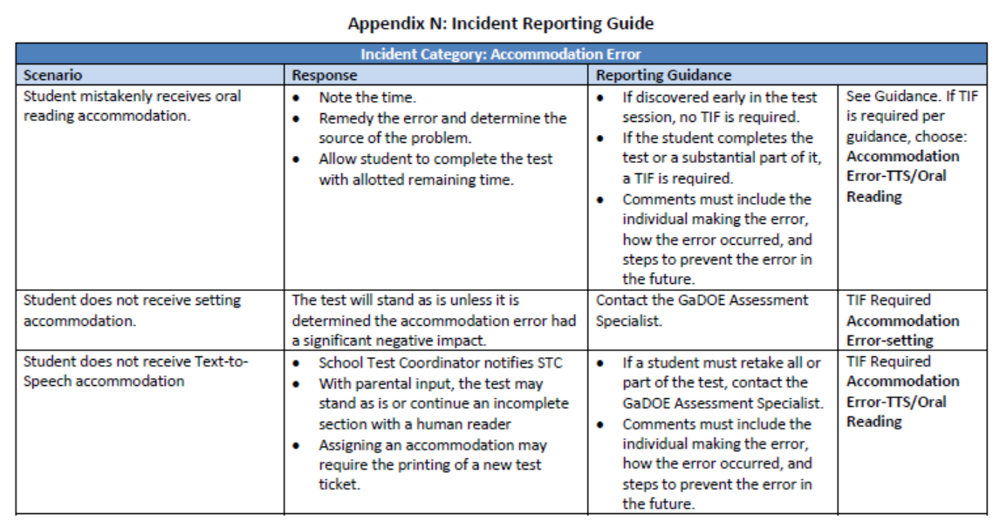 Appendix N: Incident Reporting Guide
Incident Category: Accommodation Error
Scenario
Response
Reporting Guidance
Student mistakenly receives oral
reading accommodation.
• Note the time.
• Remedy the error and determine the
source of the problem.
• Allow student to complete the test
with allotted remaining time.
• If discovered early in the test
session, no TIF is required.
• If the student completes the
test or a substantial part of it,
a TIF is required.
• Comments must include the
individual making the error,
how the error occurred, and
steps to prevent the error in
the future.
See Guidance. If TIF
is required per
guidance, choose:
Accommodation
Error-TTS/Oral
Reading
Student does not receive setting
accommodation.
The test will stand as is unless it is
determined the accommodation error had
a significant negative impact.
Contact the GaDOE Assessment
Specialist.
TIF Required
Accommodation
Error-setting
Student does not receive Text-to-
Speech accommodation
• School Test Coordinator notifies STC
• With parental input, the test may
stand as is or continue an incomplete
section with a human reader
• Assigning an accommodation may
require the printing of a new test
ticket.
• If a student must retake all or
part of the test, contact the
GaDOE Assessment Specialist.
• Comments must include the
individual making the error,
how the error occurred, and
steps to prevent the error in
the future.
TIF Required
Accommodation
Error-TTS/Oral
Reading